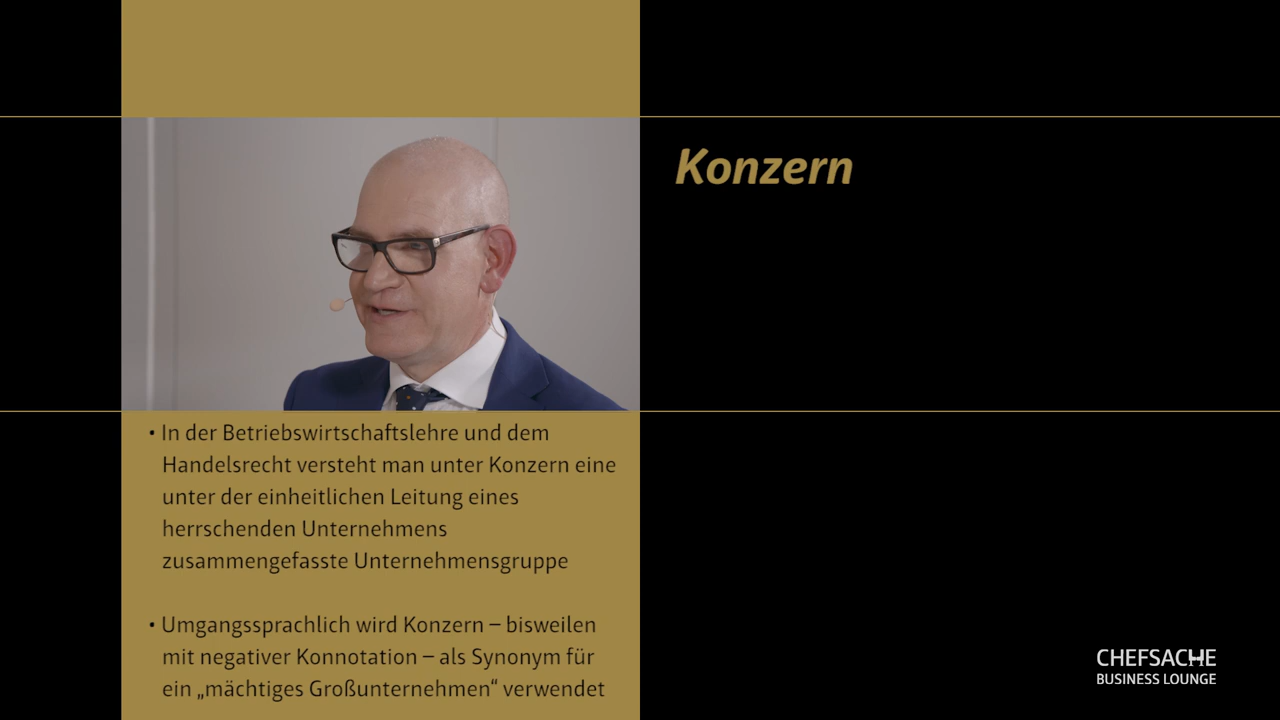 Konzern
• In der Betriebswirtschaftslehre und dem
Handelsrecht versteht man unter Konzern eine
unter der einheitlichen Leitung eines
herrschenden Unternehmens
zusammengefasste Unternehmensgruppe
• Umgangssprachlich wird Konzern – bisweilen
mit negativer Konnotation – als Synonym für
ein „mächtiges Großunternehmen“ verwendet
CHEFSACHE
BUSINESS LOUNGE